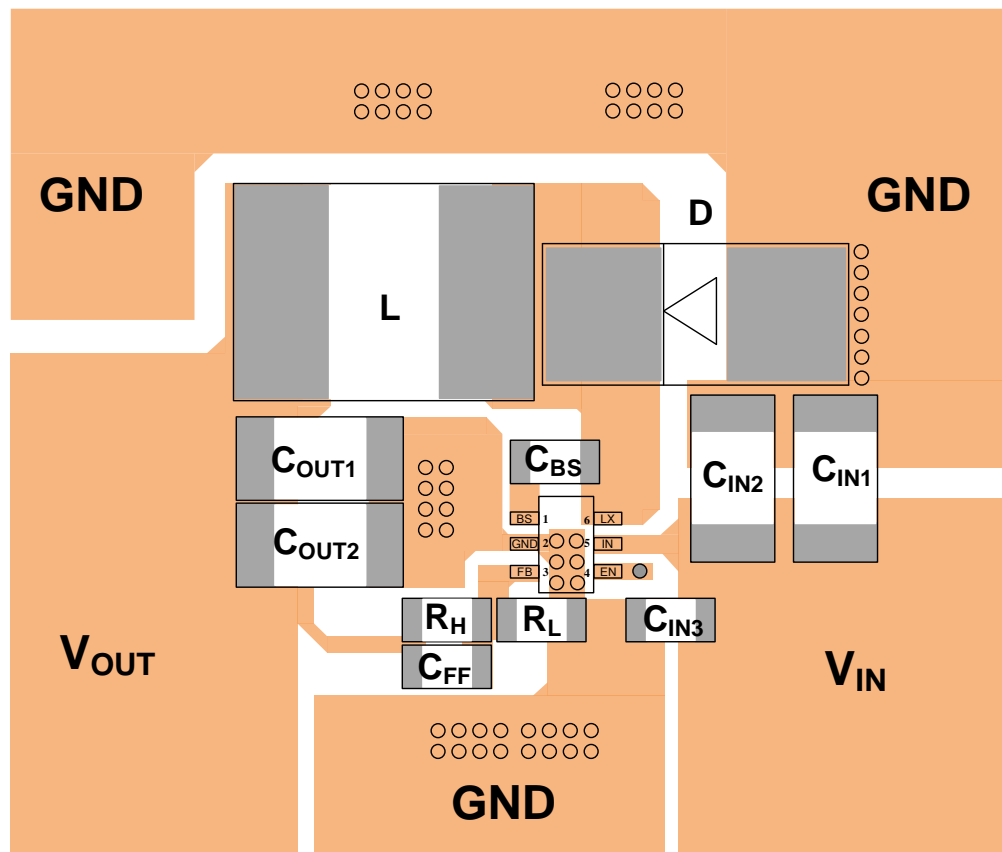 GND
D
GND
L
COUT1
CBS
CIN2
CIN1
BS 1 6 LX
COUT2
GND 2 5 IN
FB 3 4 EN
RH
RL
CIN3
VOUT
CFF
VIN
GND